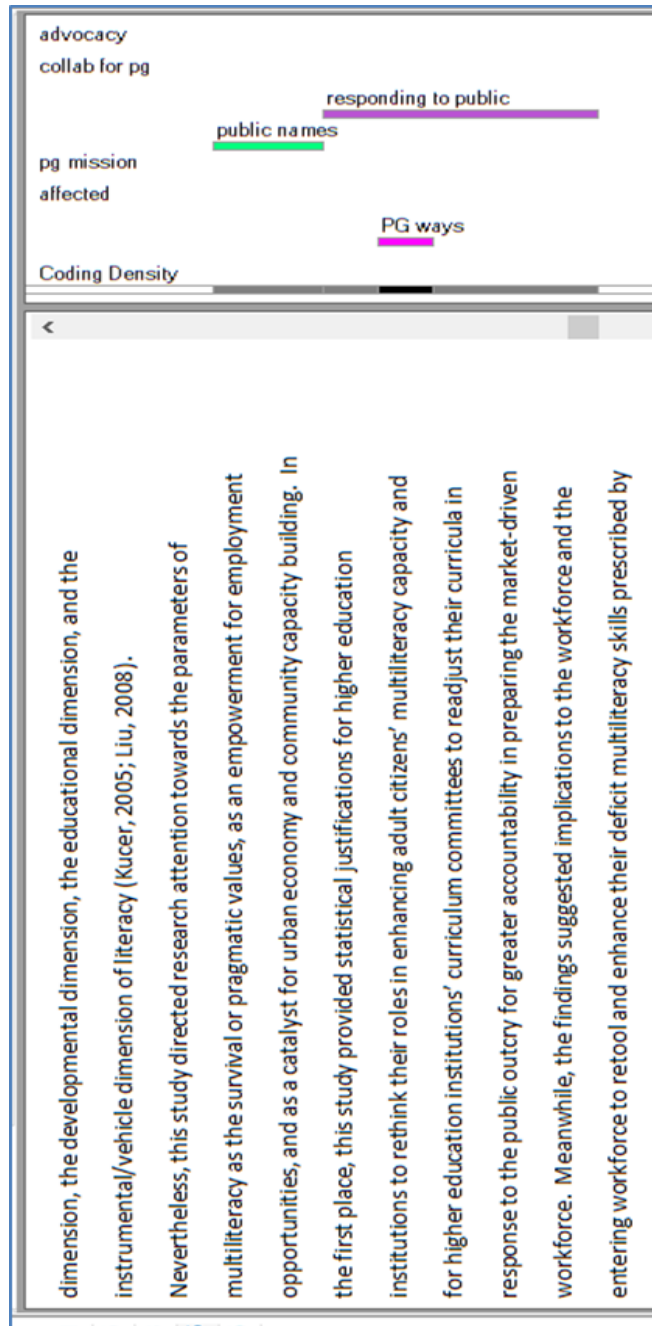 advocacy
collab for pg
responding to public
public names
pg mission
affected
PG ways
Coding Density
dimension, the developmental dimension, the educational dimension, and the
instrumental/vehicle dimension of literacy (Kucer, 2005; Liu, 2008).
Nevertheless, this study directed research attention towards the parameters of
multiliteracy as the survival or pragmatic values, as an empowerment for employment
opportunities, and as a catalyst for urban economy and community capacity building. In
the first place, this study provided statistical justifications for higher education
institutions to rethink their roles in enhancing adult citizens' multiliteracy capacity and
for higher education institutions' curriculum committees to readjust their curricula in
response to the public outcry for greater accountability in preparing the market-driven
workforce. Meanwhile, the findings suggested implications to the workforce and the
entering workforce to retool and enhance their deficit multiliteracy skills prescribed by